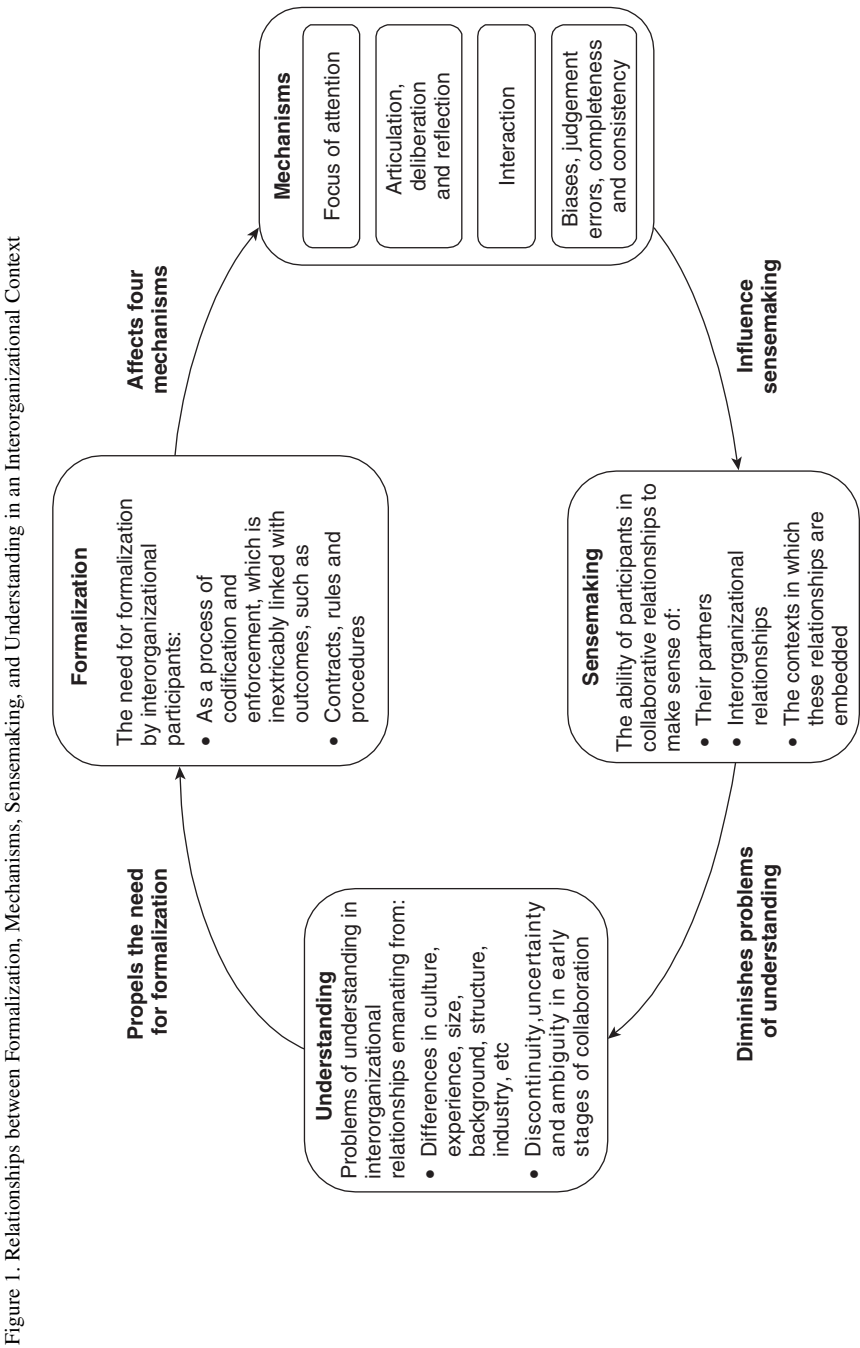 Figure 1. Relationships between Formalization, Mechanisms, Sensemaking, and Understanding in an Interorganizational Context
Propels the need
for formalization
Affects four
mechanisms
Formalization
The need for formalization
by interorganizational
participants:
• As a process of
codification and
enforcement, which is
inextricably linked with
outcomes, such as
• Contracts, rules and
procedures
Mechanisms
Focus of attention
Articulation,
deliberation
and reflection
Interaction
Biases, judgement
errors, completeness
and consistency
Understanding
Problems of understanding in
interorganizational
relationships emanating from:
• Differences in culture,
experience, size,
background, structure,
industry, etc
• Discontinuity,uncertainty
and ambiguity in early
stages of collaboration
Sensemaking
The ability of participants in
collaborative relationships to
make sense of:
• Their partners
• Interorganizational
relationships
• The contexts in which
these relationships are
embedded
Diminishes problems
of understanding
Influence
sensemaking